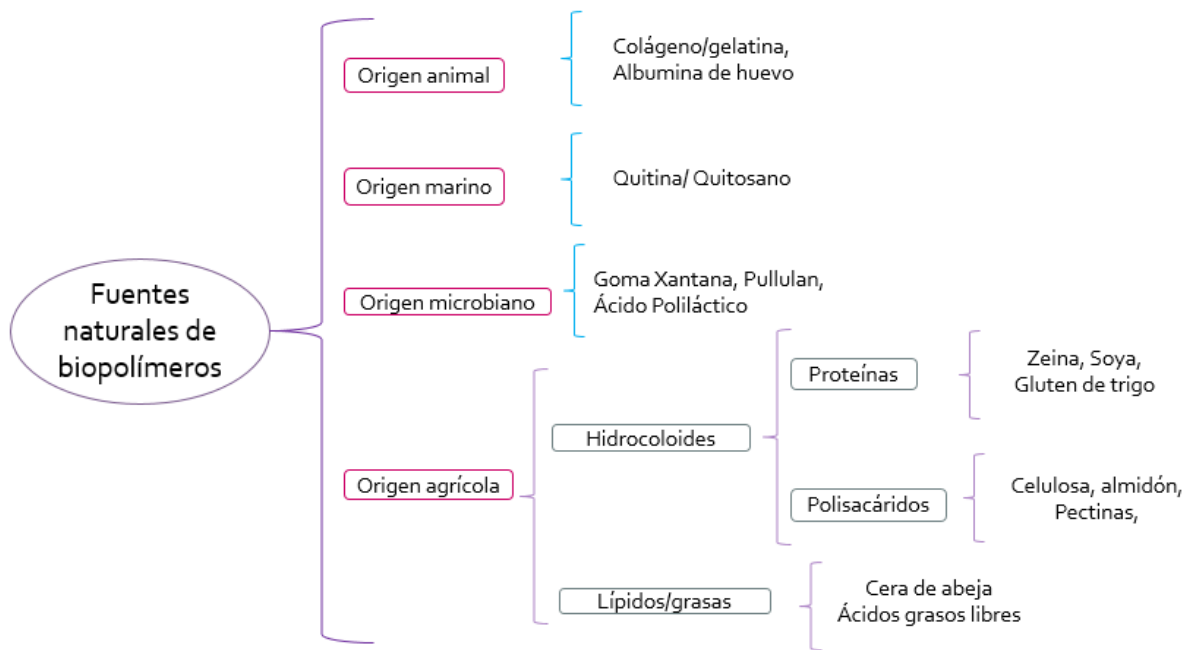 Fuentes
naturales de
biopolímeros
Origen animal
Colágeno/gelatina,
Albumina de huevo
Origen marino
Quitina/ Quitosano
Origen microbiano
Goma Xantana, Pullulan,
Ácido Poliláctico
Origen agrícola
Hidrocoloides
Proteínas
Zeina, Soya,
Gluten de trigo
Polisacáridos
Celulosa, almidón,
Pectinas,
Lípidos/grasas
Cera de abeja
Ácidos grasos libres